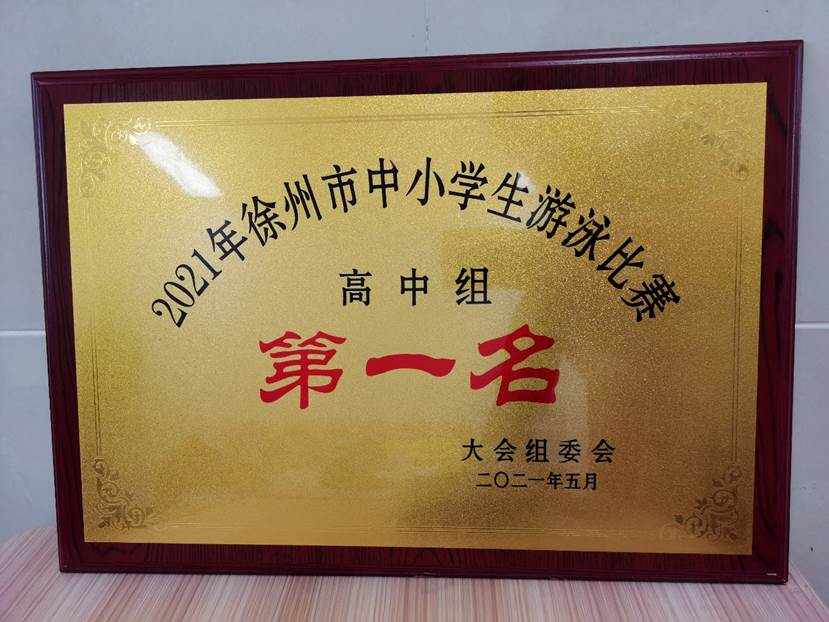 2021年徐州市中小学生游泳比赛
高中组
第一名
大会组委会
二〇二一年五月